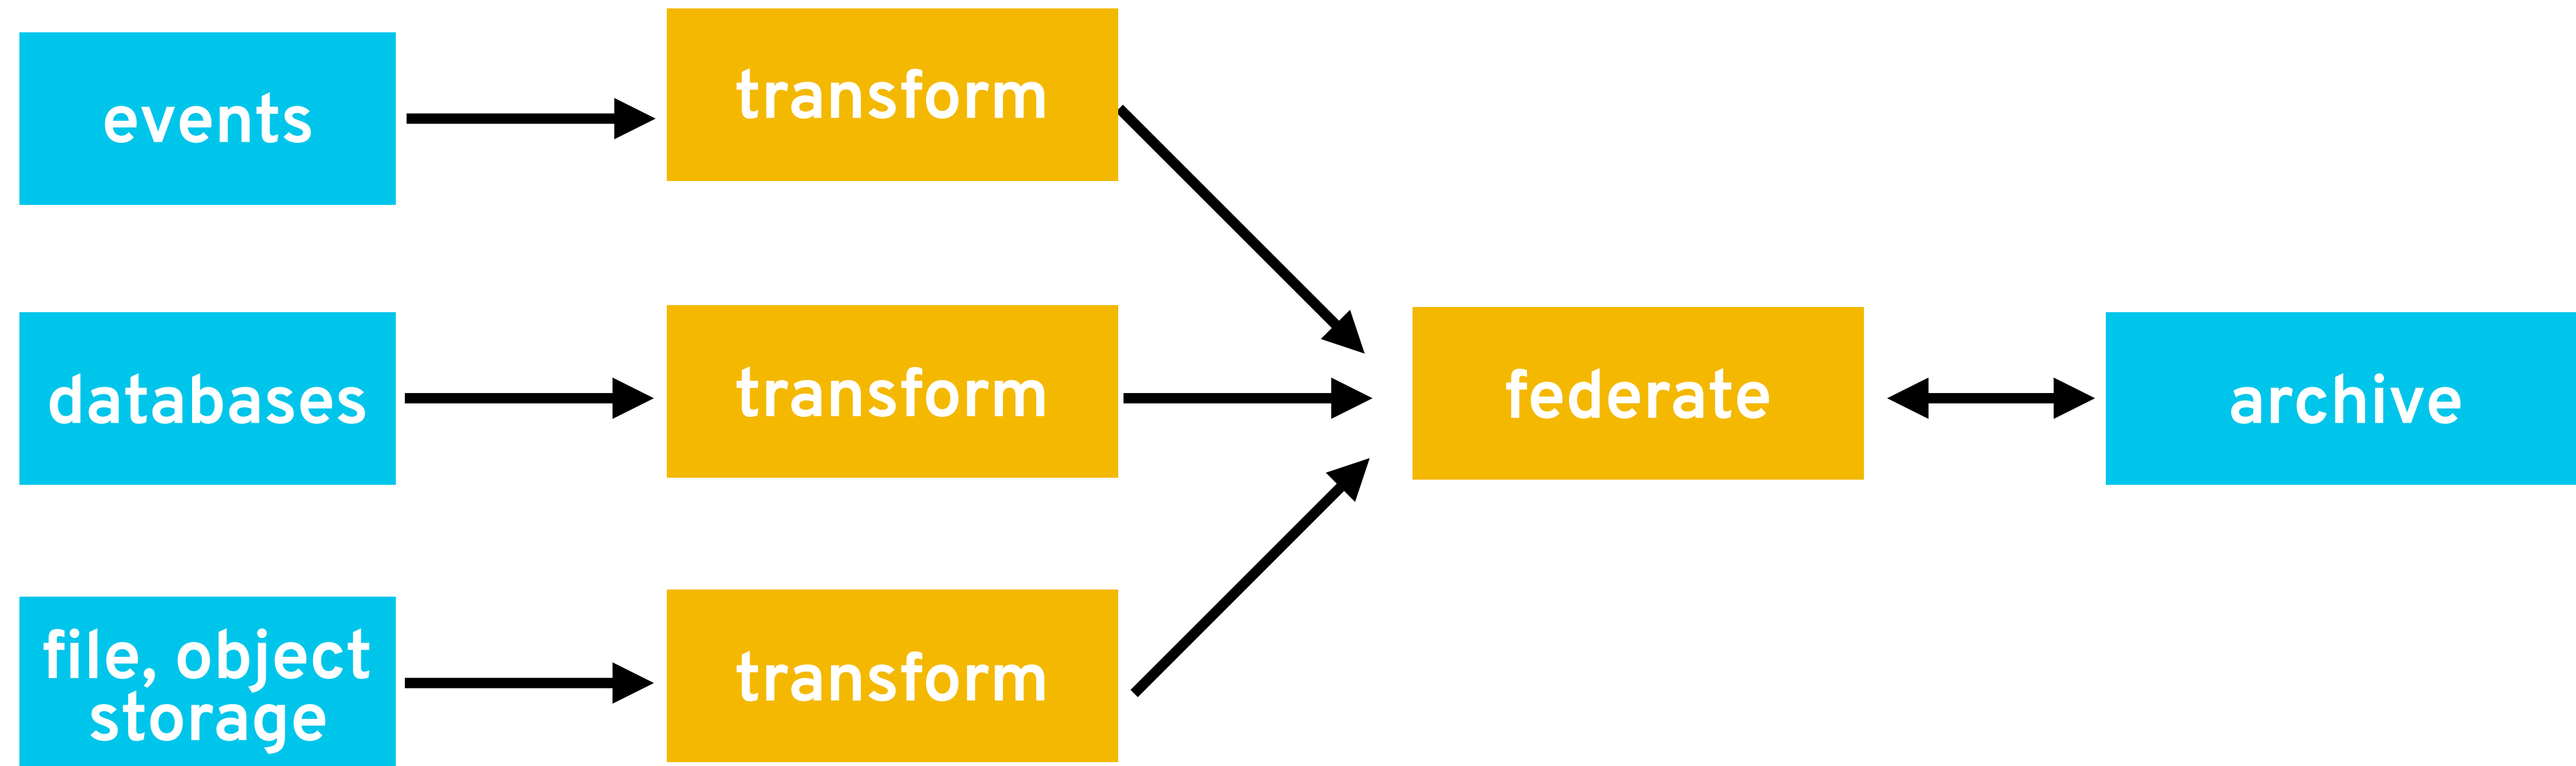 events
transform
databases
transform
federate
archive
file, object
storage
transform